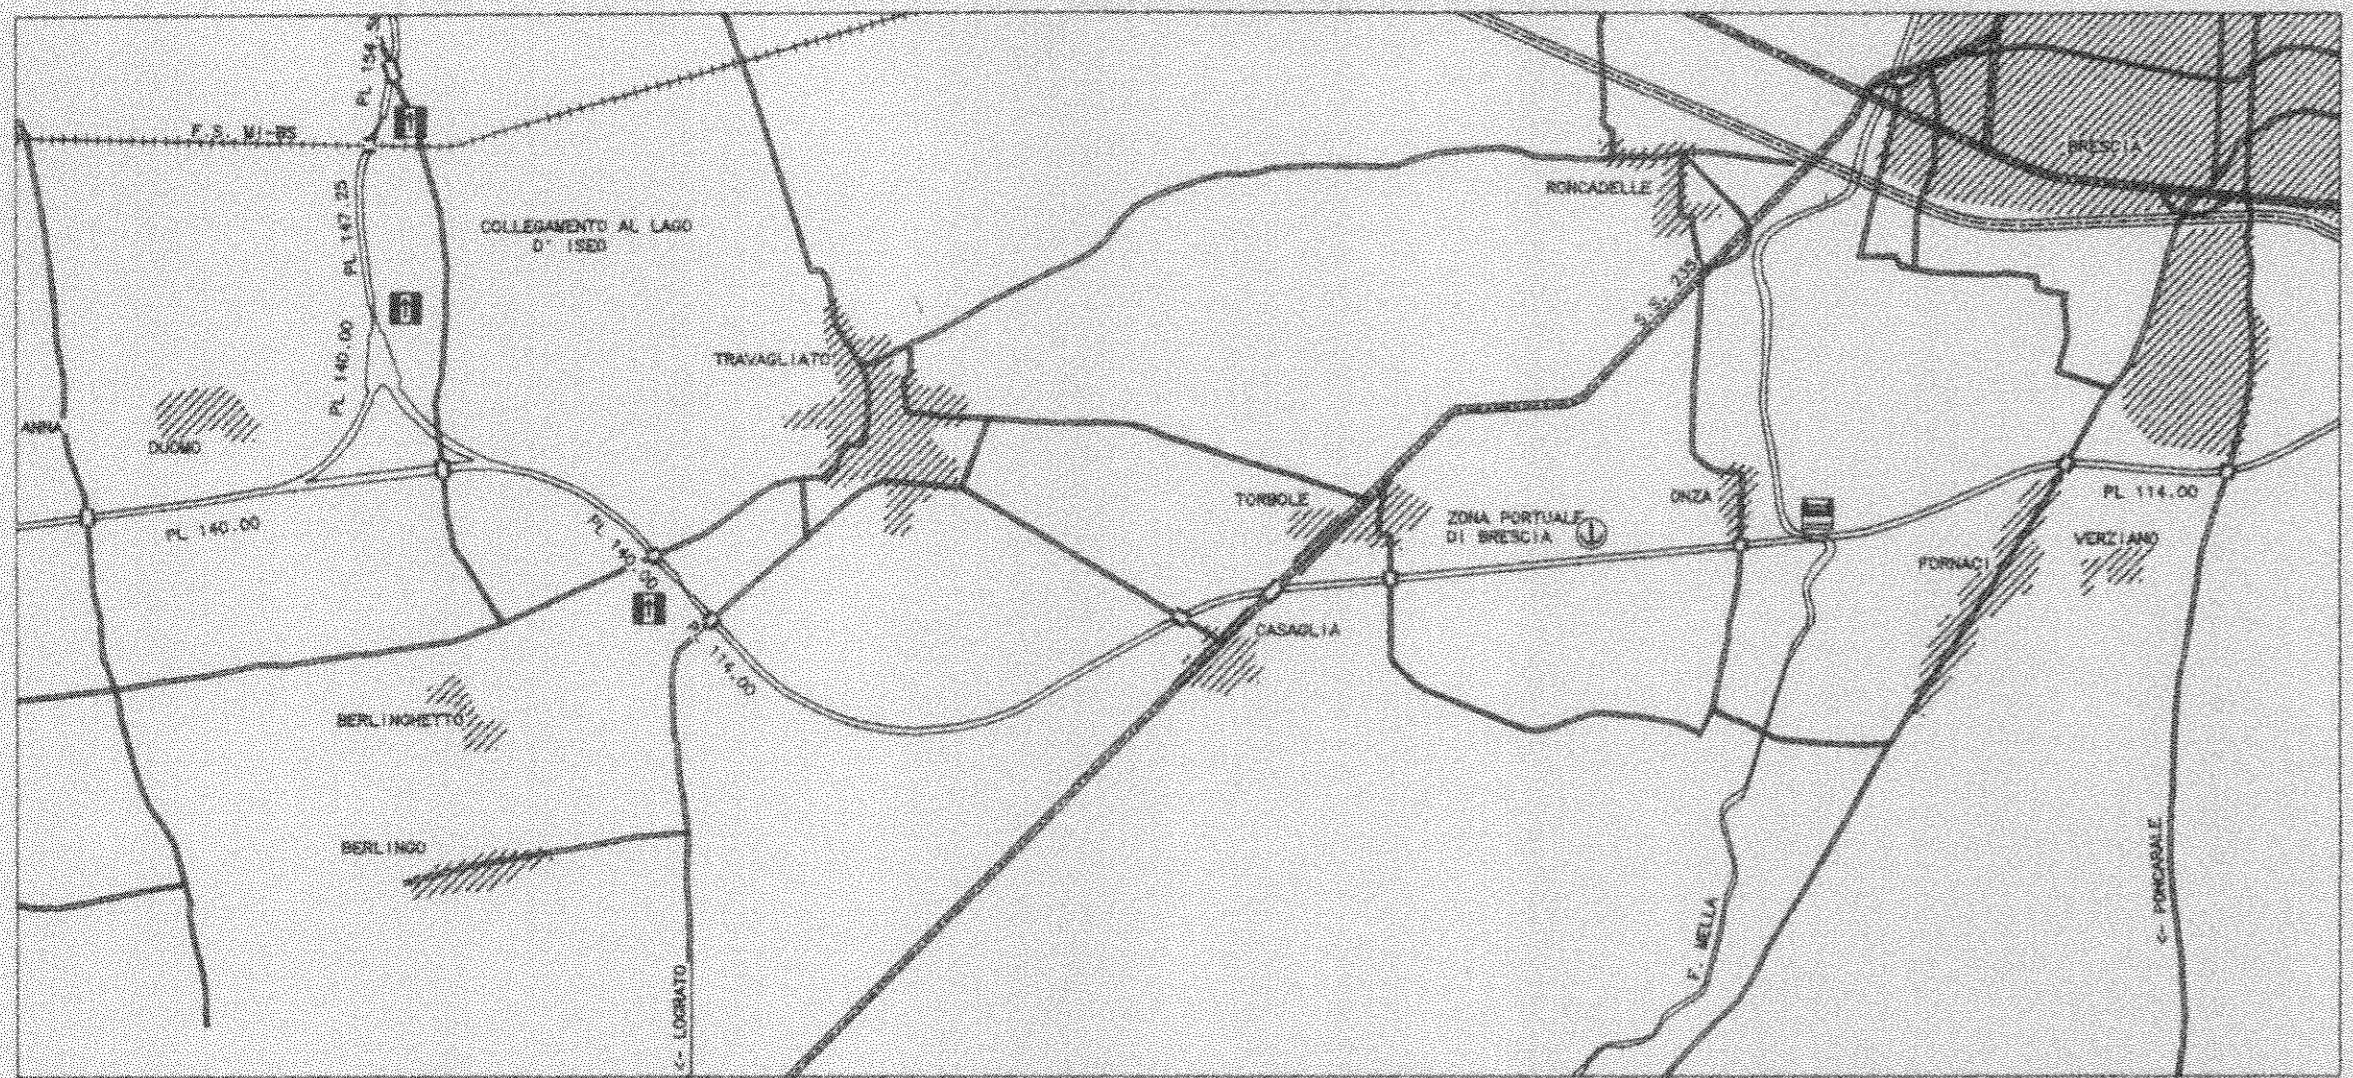 PL 154.
F.S. MI-BS
BRESCIA
RONCADELLE
PL 147.25
COLLEGAMENTO AL LAGO
D' ISEO
S.S. 235
PL 140.00
TRAVAGLIATO
ANNA
DUOMO
PL 140.00
PL 140.00
TORBOLE
ZONA PORTUALE
DI BRESCIA
ONZA
PL 114.00
VERZIANO
FORNACI
CASAGLIA
PL 114.00
BERLINGHETTO
BERLINGO
<- PONCARALE
F. MELLA
<- LOGRATO